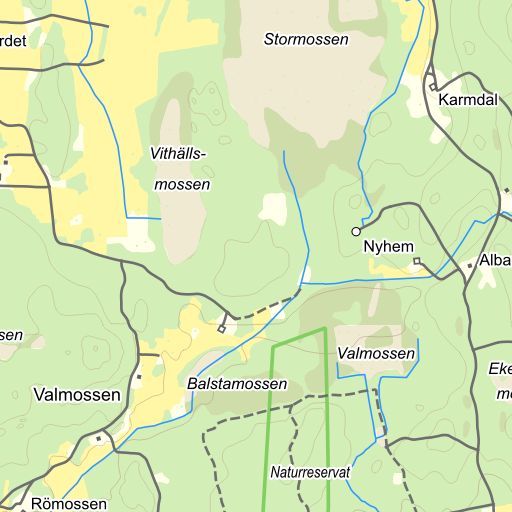 Stormossen
rdet
Karmdal
Vithälls-
mossen
Nyhem
Alba
ssen
Valmossen
Eke
mo
Balstamossen
Valmossen
Naturreservat
Römossen